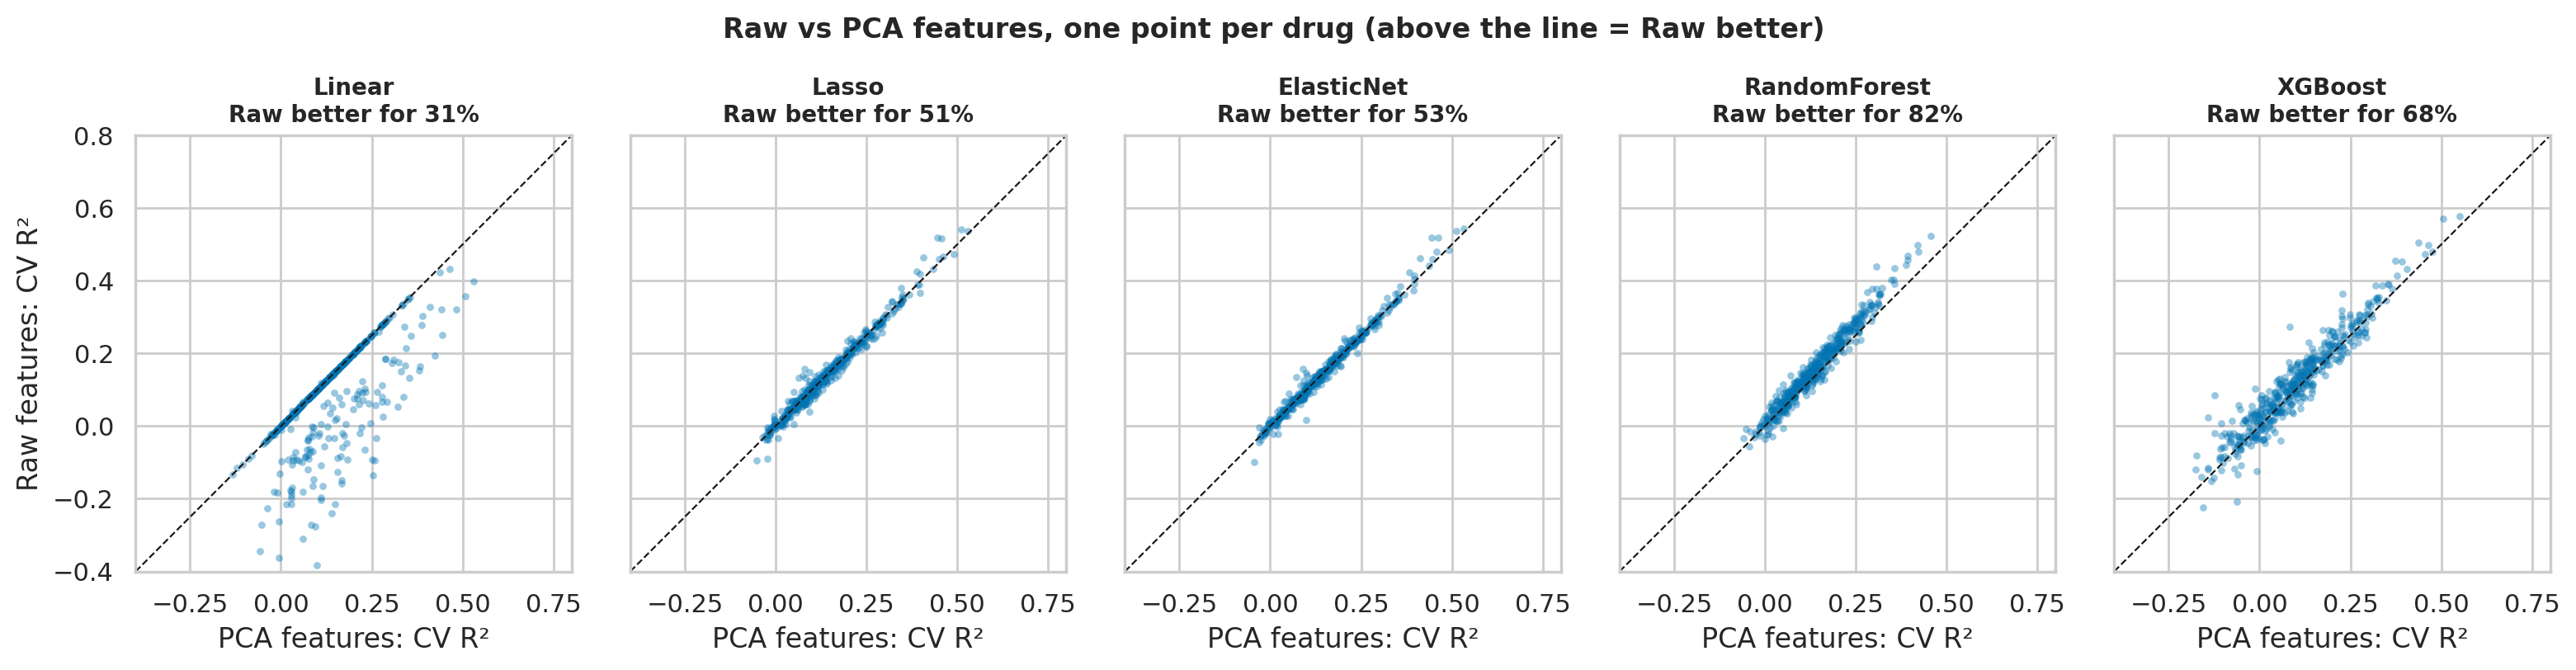 Raw vs PCA features, one point per drug (above the line = Raw better)
Linear
Raw better for 31%
Lasso
Raw better for 51%
ElasticNet
Raw better for 53%
RandomForest
Raw better for 82%
XGBoost
Raw better for 68%
Raw features: CV R²
0.8
0.6
0.4
0.2
0.0
−0.2
−0.4
−0.25 0.00 0.25 0.50 0.75
−0.25 0.00 0.25 0.50 0.75
−0.25 0.00 0.25 0.50 0.75
−0.25 0.00 0.25 0.50 0.75
−0.25 0.00 0.25 0.50 0.75
PCA features: CV R²
PCA features: CV R²
PCA features: CV R²
PCA features: CV R²
PCA features: CV R²